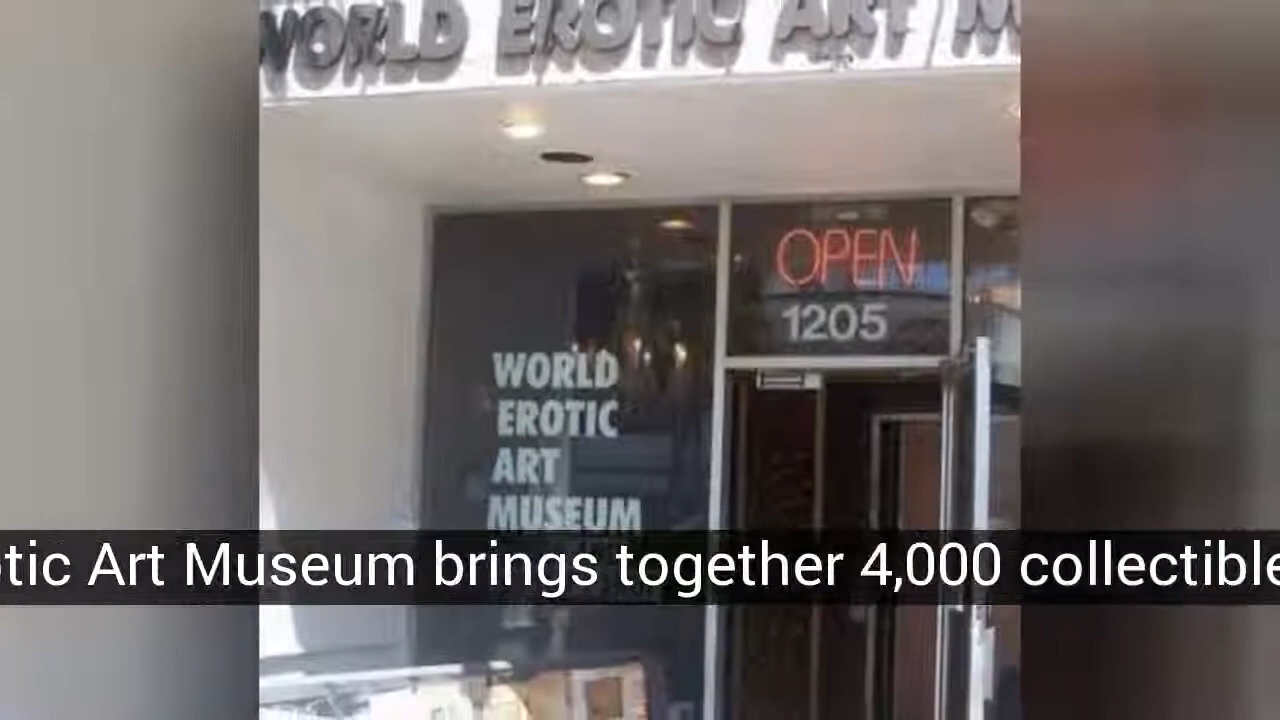 WORLD EROTIC ART M
OPEN
1205
WORLD
EROTIC
ART
MUSEUM
otic Art Museum brings together 4,000 collectible